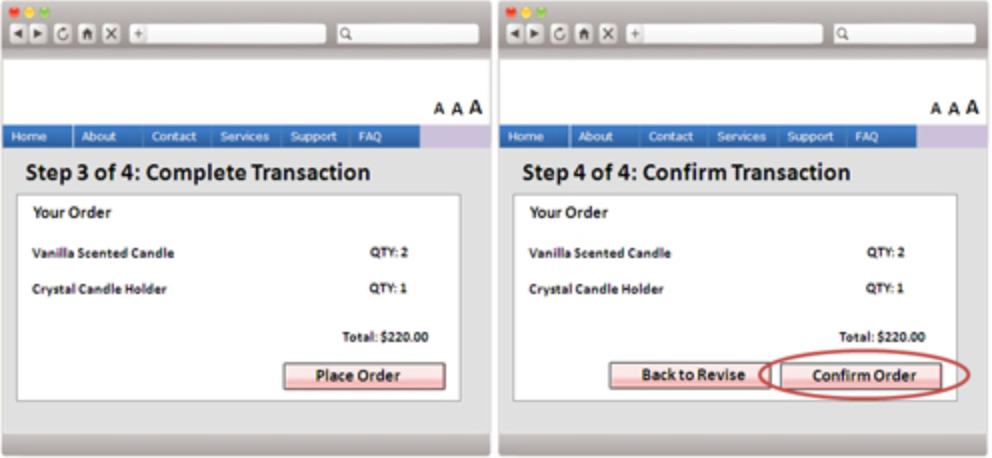 A A A
Home About Contact Services Support FAQ
Step 3 of 4: Complete Transaction
Your Order
Vanilla Scented Candle QTY: 2
Crystal Candle Holder QTY: 1
Total: $220.00
Place Order
A A A
Home About Contact Services Support FAQ
Step 4 of 4: Confirm Transaction
Your Order
Vanilla Scented Candle QTY: 2
Crystal Candle Holder QTY: 1
Total: $220.00
Back to Revise Confirm Order